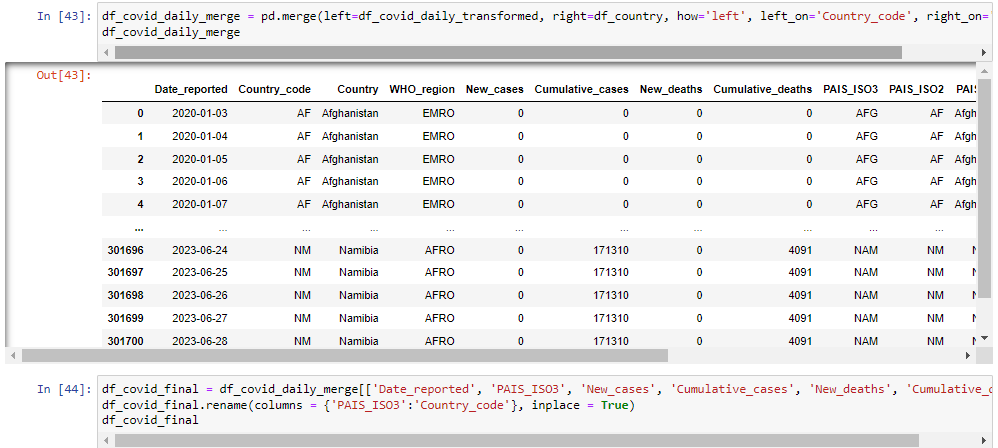 In [43]: df_covid_daily_merge = pd.merge(left=df_covid_daily_transformed, right=df_country, how='left', left_on='Country_code', right_on='
df_covid_daily_merge
Out[43]:
Date_reported Country_code Country WHO_region New_cases Cumulative_cases New_deaths Cumulative_deaths PAIS_ISO3 PAIS_ISO2 PAIS
0 2020-01-03 AF Afghanistan EMRO 0 0 0 0 AFG AF Afgh
1 2020-01-04 AF Afghanistan EMRO 0 0 0 0 AFG AF Afgh
2 2020-01-05 AF Afghanistan EMRO 0 0 0 0 AFG AF Afgh
3 2020-01-06 AF Afghanistan EMRO 0 0 0 0 AFG AF Afgh
4 2020-01-07 AF Afghanistan EMRO 0 0 0 0 AFG AF Afgh
... ... ... ... ... ... ... ... ... ... ...
301696 2023-06-24 NM Namibia AFRO 0 171310 0 4091 NAM NM
301697 2023-06-25 NM Namibia AFRO 0 171310 0 4091 NAM NM
301698 2023-06-26 NM Namibia AFRO 0 171310 0 4091 NAM NM
301699 2023-06-27 NM Namibia AFRO 0 171310 0 4091 NAM NM
301700 2023-06-28 NM Namibia AFRO 0 171310 0 4091 NAM NM
In [44]: df_covid_final = df_covid_daily_merge[['Date_reported', 'PAIS_ISO3', 'New_cases', 'Cumulative_cases', 'New_deaths', 'Cumulative_d
df_covid_final.rename(columns = {'PAIS_ISO3':'Country_code'}, inplace = True)
df_covid_final